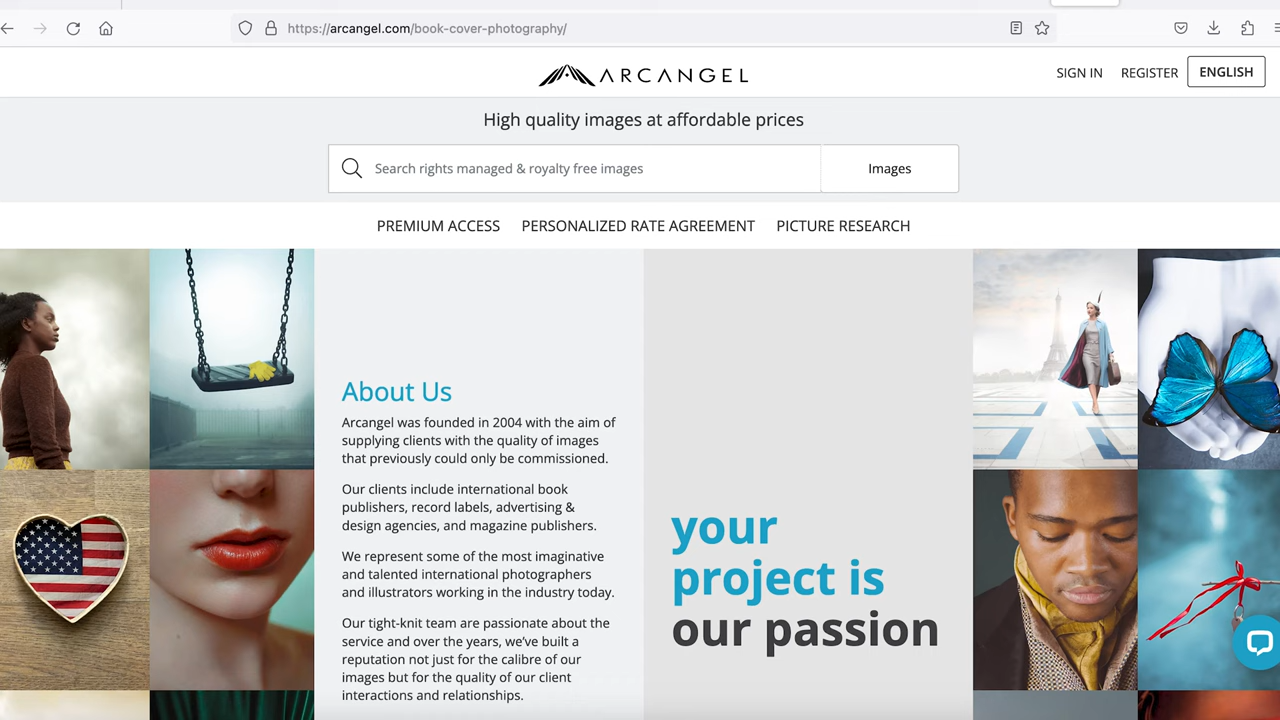 https://arcangel.com/book-cover-photography/
ARCANGEL
SIGN IN
REGISTER
ENGLISH
High quality images at affordable prices
Search rights managed & royalty free images
Images
PREMIUM ACCESS
PERSONALIZED RATE AGREEMENT
PICTURE RESEARCH
About Us
Arcangel was founded in 2004 with the aim of
supplying clients with the quality of images
that previously could only be commissioned.
Our clients include international book
publishers, record labels, advertising &
design agencies, and magazine publishers.
We represent some of the most imaginative
and talented international photographers
and illustrators working in the industry today.
Our tight-knit team are passionate about the
service and over the years, we’ve built a
reputation not just for the calibre of our
images but for the quality of our client
interactions and relationships.
your
project is
our passion